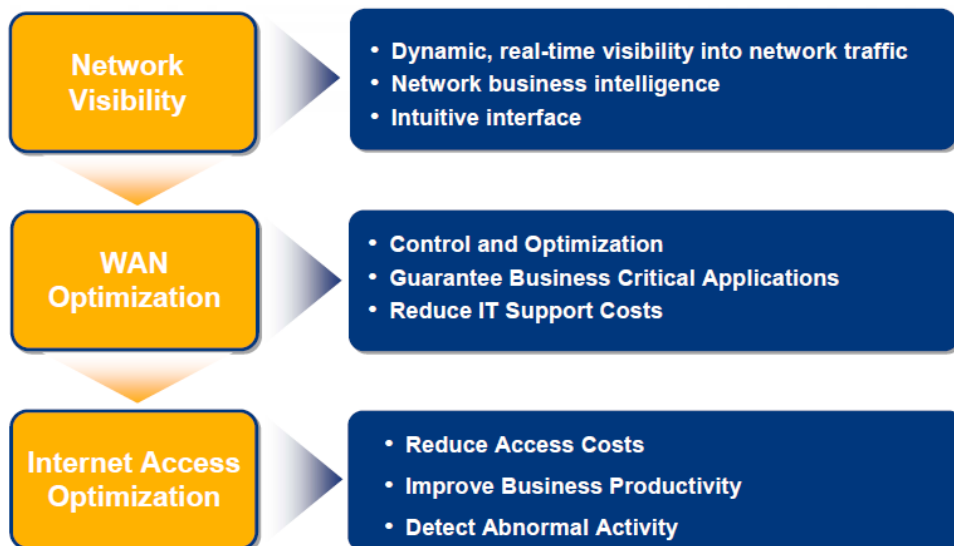 Network
Visibility
• Dynamic, real-time visibility into network traffic
• Network business intelligence
• Intuitive interface
WAN
Optimization
• Control and Optimization
• Guarantee Business Critical Applications
• Reduce IT Support Costs
Internet Access
Optimization
• Reduce Access Costs
• Improve Business Productivity
• Detect Abnormal Activity